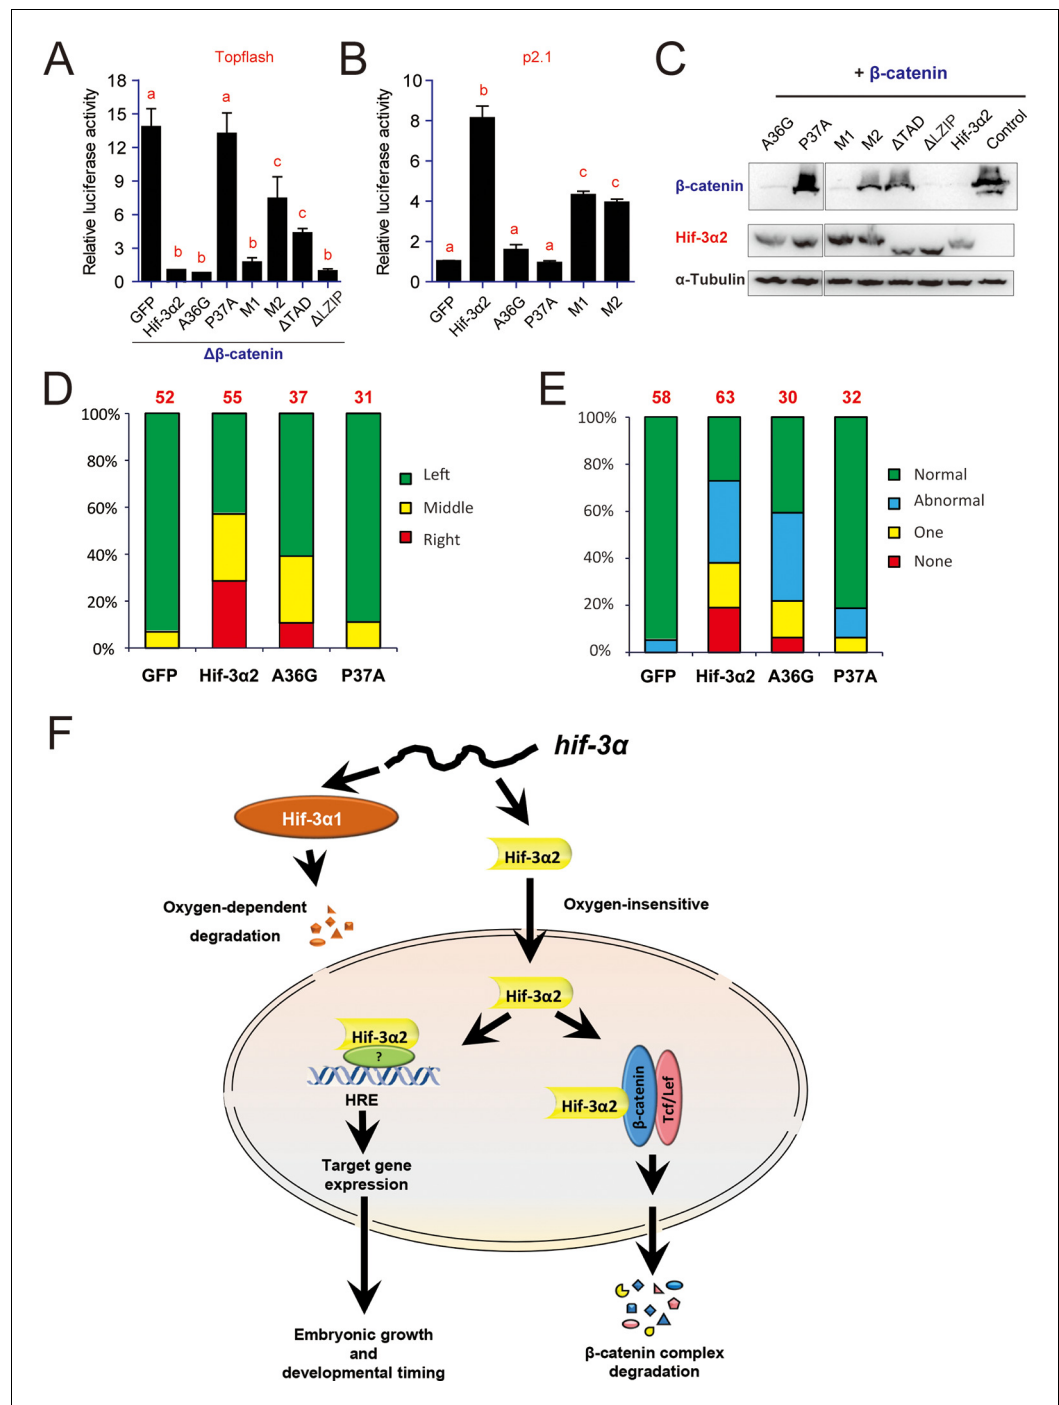 A
Topflash
Relative luciferase activity
18
15
12
9
6
3
0
a
b
b
a
b
c
c
b
GFP
Hif-3α2
A36G
P37A
M1
M2
ΔTAD
ΔLZIP
Δβ-catenin
B
p2.1
Relative luciferase activity
10
8
6
4
2
0
a
b
a
a
c
c
GFP
Hif-3α2
A36G
P37A
M1
M2
C
+ β-catenin
A36G
P37A
M1
M2
ΔTAD
ΔLZIP
Hif-3α2
Control
β-catenin
Hif-3α2
α-Tubulin
D
52 55 37 31
100%
80%
60%
40%
20%
0%
GFP Hif-3α2 A36G P37A
Left
Middle
Right
E
58 63 30 32
100%
80%
60%
40%
20%
0%
GFP Hif-3α2 A36G P37A
Normal
Abnormal
One
None
F
hif-3α
Hif-3α1
Hif-3α2
Oxygen-dependent
degradation
Oxygen-insensitive
Hif-3α2
Hif-3α2
?
HRE
Target gene
expression
Hif-3α2
β-catenin
Tcf/Lef
Embryonic growth
and
developmental timing
β-catenin complex
degradation